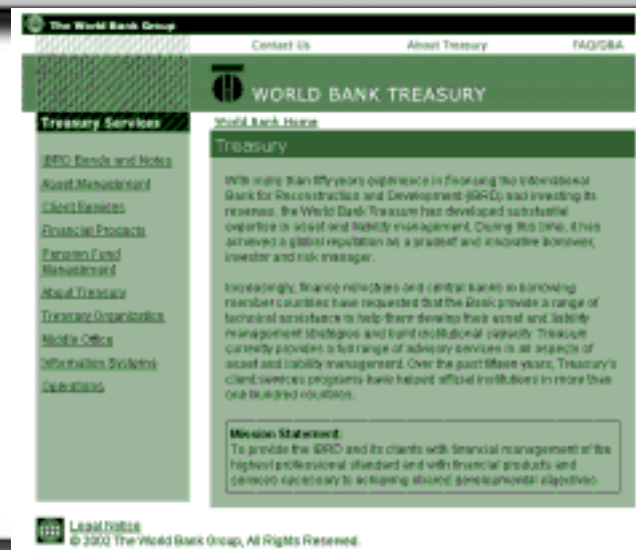 The World Bank Group
Contact Us About Treasury FAQ/Q&A
WORLD BANK TREASURY
Treasury Services
World Bank Home
Treasury
IBRD Bonds and Notes
Asset Management
Client Services
Financial Products
Pension Fund
Management
About Treasury
Treasury Organization
Middle Office
Information Systems
Operations
With more than fifty years experience in financing the International
Bank for Reconstruction and Development (IBRD) and investing its
reserves, the World Bank Treasury has developed substantial
expertise in asset and liability management. During this time, it has
achieved a global reputation as a prudent and innovative borrower,
investor and risk manager.
Increasingly, finance ministries and central banks in borrowing
member countries have requested that the Bank provide a range of
technical assistance to help them develop their asset and liability
management strategies and build institutional capacity. Treasury
currently provides a full range of advisory services in all aspects of
asset and liability management. Over the past fifteen years, Treasury's
client services programs have helped official institutions in more than
one hundred countries.
Mission Statement:
To provide the IBRD and its clients with financial management of the
highest professional standard and with financial products and
services necessary to achieving shared developmental objectives.
Legal Notice
© 2002 The World Bank Group, All Rights Reserved.